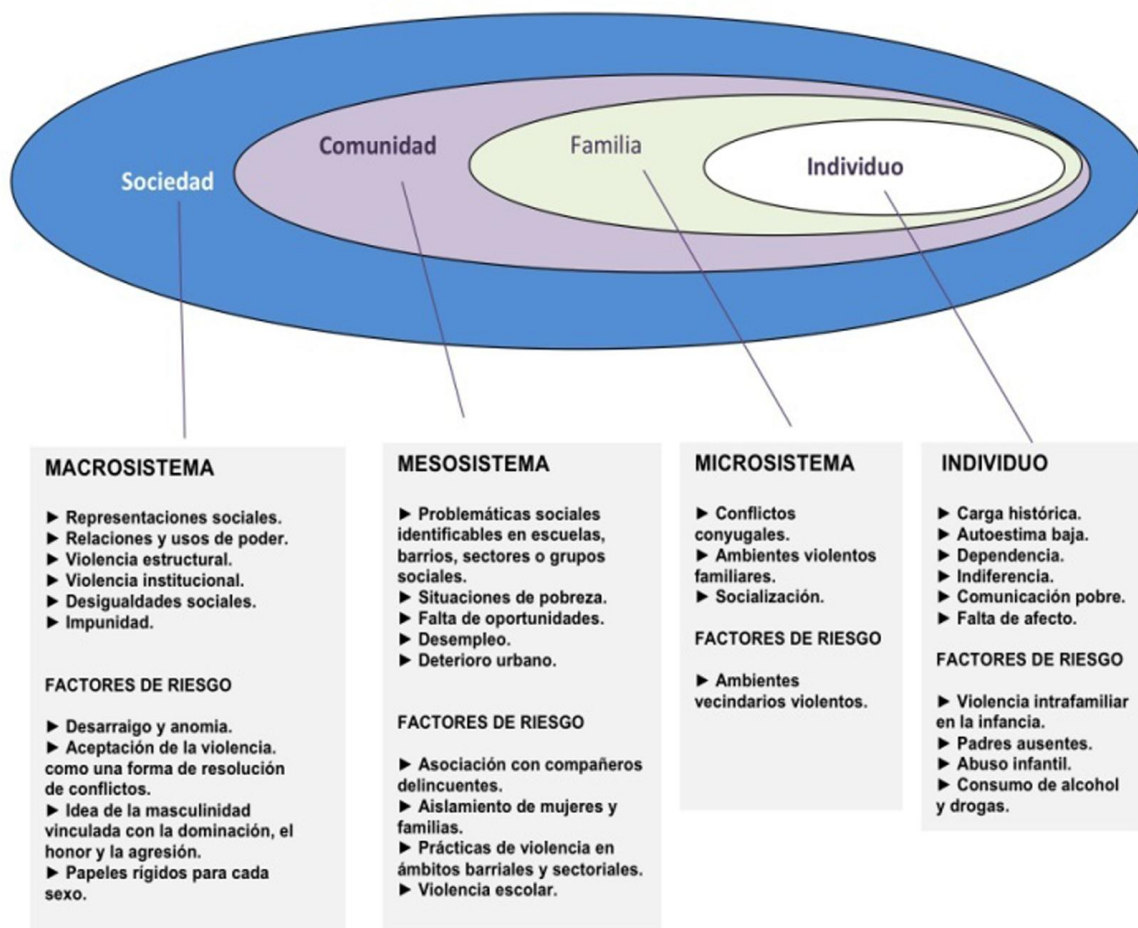 Sociedad
Comunidad
Familia
Individuo
MACROSISTEMA
► Representaciones sociales.
► Relaciones y usos de poder.
► Violencia estructural.
► Violencia institucional.
► Desigualdades sociales.
► Impunidad.
FACTORES DE RIESGO
► Desarraigo y anomia.
► Aceptación de la violencia.
como una forma de resolución
de conflictos.
► Idea de la masculinidad
vinculada con la dominación, el
honor y la agresión.
► Papeles rígidos para cada
sexo.
MESOSISTEMA
► Problemáticas sociales
identificables en escuelas,
barrios, sectores o grupos
sociales.
► Situaciones de pobreza.
► Falta de oportunidades.
► Desempleo.
► Deterioro urbano.
FACTORES DE RIESGO
► Asociación con compañeros
delincuentes.
► Aislamiento de mujeres y
familias.
► Prácticas de violencia en
ámbitos barriales y sectoriales.
► Violencia escolar.
MICROSISTEMA
► Conflictos
conyugales.
► Ambientes violentos
familiares.
► Socialización.
FACTORES DE RIESGO
► Ambientes
vecindarios violentos.
INDIVIDUO
► Carga histórica.
► Autoestima baja.
► Dependencia.
► Indiferencia.
► Comunicación pobre.
► Falta de afecto.
FACTORES DE RIESGO
► Violencia intrafamiliar
en la infancia.
► Padres ausentes.
► Abuso infantil.
► Consumo de alcohol
y drogas.